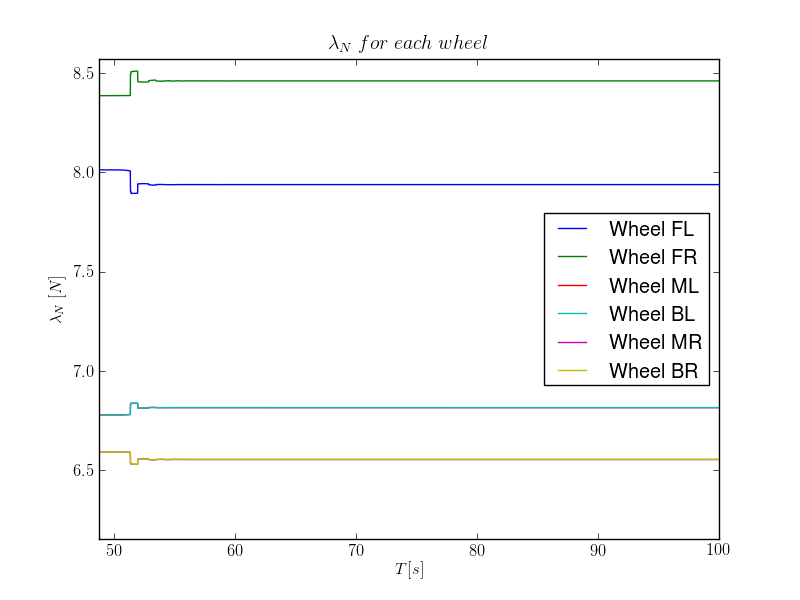 λN for each wheel
8.5
8.0
7.5
7.0
6.5
λN [N]
50 60 70 80 90 100
T[s]
Wheel FL
Wheel FR
Wheel ML
Wheel BL
Wheel MR
Wheel BR